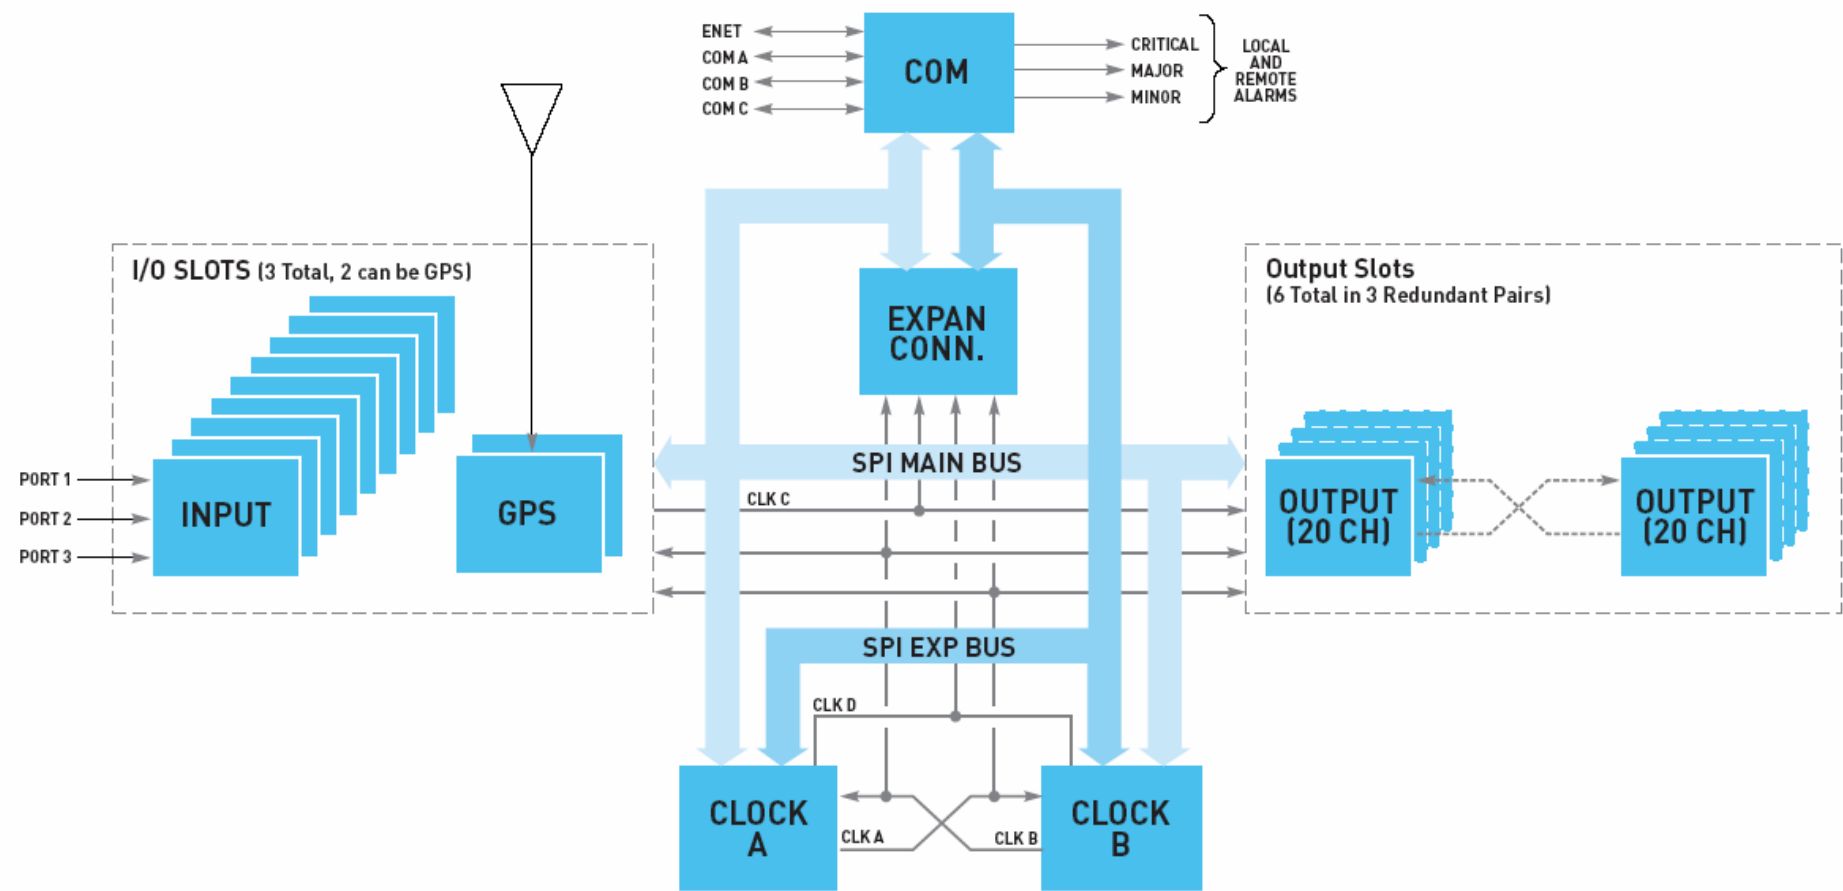 ENET
COM A
COM B
COM C
COM
CRITICAL
MAJOR
MINOR
LOCAL
AND
REMOTE
ALARMS
I/O SLOTS (3 Total, 2 can be GPS)
PORT 1
PORT 2
PORT 3
INPUT
GPS
EXPAN
CONN.
SPI MAIN BUS
CLK C
SPI EXP BUS
CLK D
CLOCK
A
CLK A
CLK B
CLOCK
B
Output Slots
(6 Total in 3 Redundant Pairs)
OUTPUT
(20 CH)
OUTPUT
(20 CH)